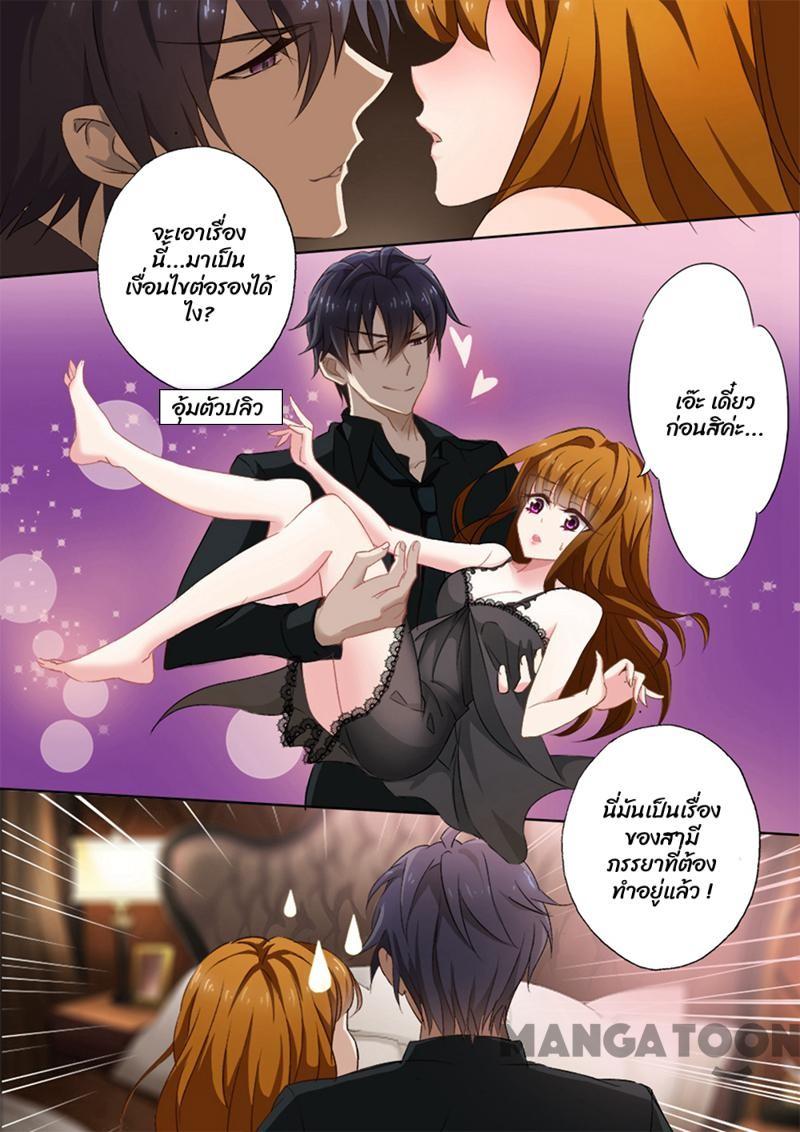 จะเอาเรื่อง
นี้...มาเป็น
เงื่อนไขต่อรองได้
ไง?
อุ้มตัวปลิว
เอ๊ะ เดี๋ยว
ก่อนสิค่ะ...
นี่มันเป็นเรื่อง
ของสามี
ภรรยาที่ต้อง
ทำอยู่แล้ว !
MANGATOON